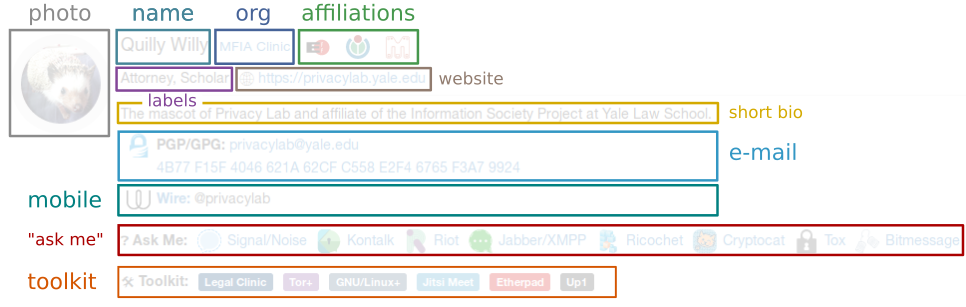 photo name org affiliations
Quilly Willy MFIA Clinic
Attorney, Scholar https://privacylab.yale.edu website
labels
The mascot of Privacy Lab and affiliate of the Information Society Project at Yale Law School. short bio
PGP/GPG: privacylab@yale.edu e-mail
4B77 F15F 4046 621A 62CF C558 E2F4 6765 F3A7 9924
mobile Wire: @privacylab
"ask me" ? Ask Me: Signal/Noise Kontalk Riot Jabber/XMPP Ricochet Cryptocat Tox Bitmessage
toolkit Toolkit: Legal Clinic Tor+ GNU/Linux+ Jitsi Meet Etherpad Up1